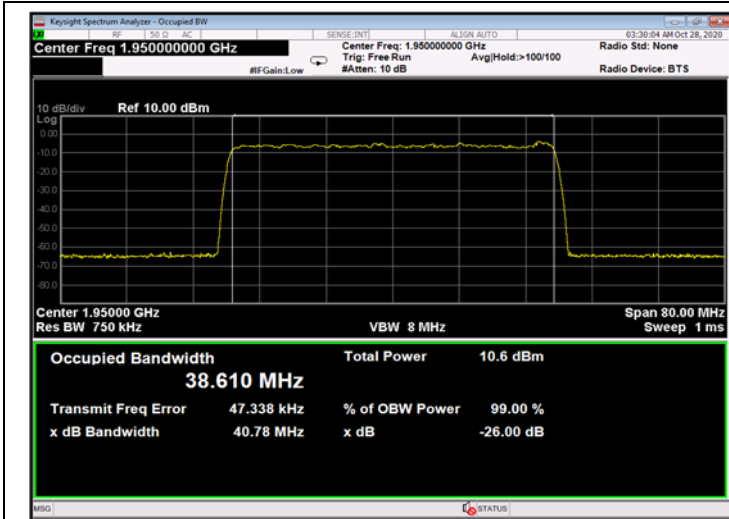 Keysight Spectrum Analyzer - Occupied BW
LXI RF 50 Ω AC SENSE:INT ALIGN AUTO 03:30:04 AM Oct 28, 2020
Center Freq 1.950000000 GHz Center Freq: 1.950000000 GHz Radio Std: None
Trig: Free Run Avg|Hold:>100/100
#IFGain:Low #Atten: 10 dB Radio Device: BTS
10 dB/div Ref 10.00 dBm
Log
0.00
-10.0
-20.0
-30.0
-40.0
-50.0
-60.0
-70.0
-80.0
Center 1.95000 GHz Span 80.00 MHz
Res BW 750 kHz VBW 8 MHz Sweep 1 ms
Occupied Bandwidth Total Power 10.6 dBm
38.610 MHz
Transmit Freq Error 47.338 kHz % of OBW Power 99.00 %
x dB Bandwidth 40.78 MHz x dB -26.00 dB
MSG STATUS